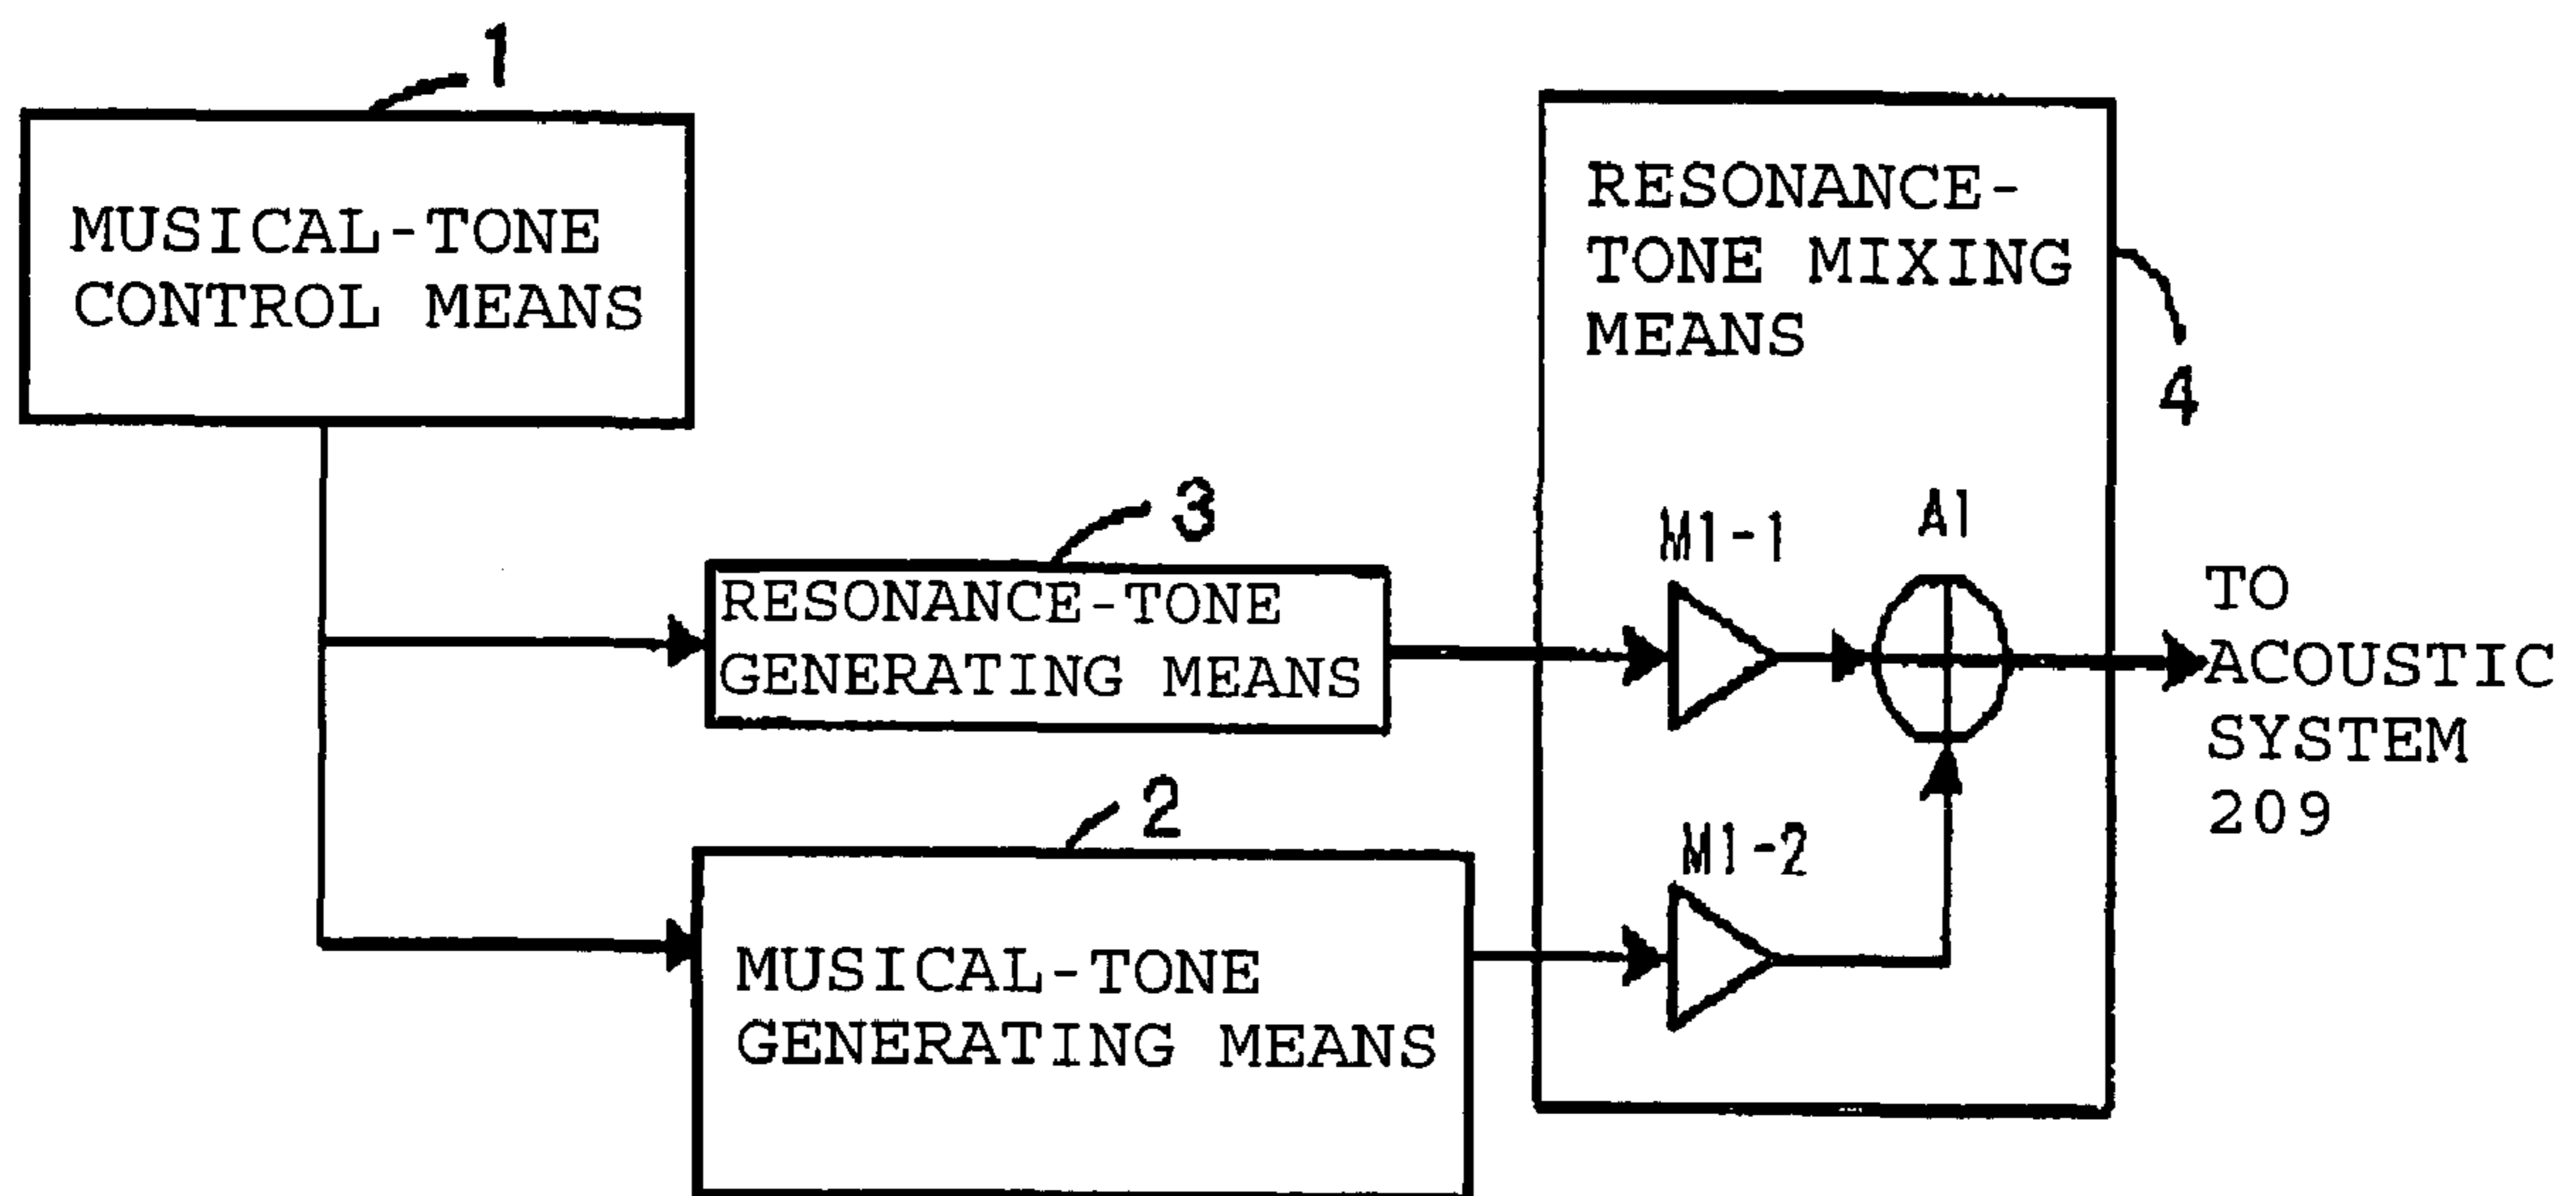 1
MUSICAL-TONE
CONTROL MEANS
RESONANCE-
TONE MIXING
MEANS
4
3
RESONANCE-TONE
GENERATING MEANS
M1-1
A1
TO
ACOUSTIC
SYSTEM
209
2
MUSICAL-TONE
GENERATING MEANS
M1-2